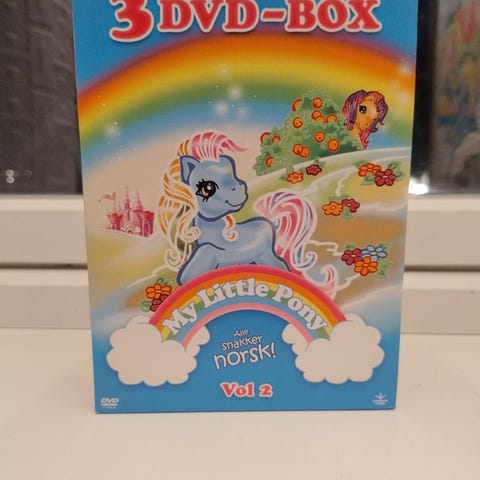 3 DVD-BOX
My Little Pony
Alle
snakker
norsk!
Vol 2
DVD